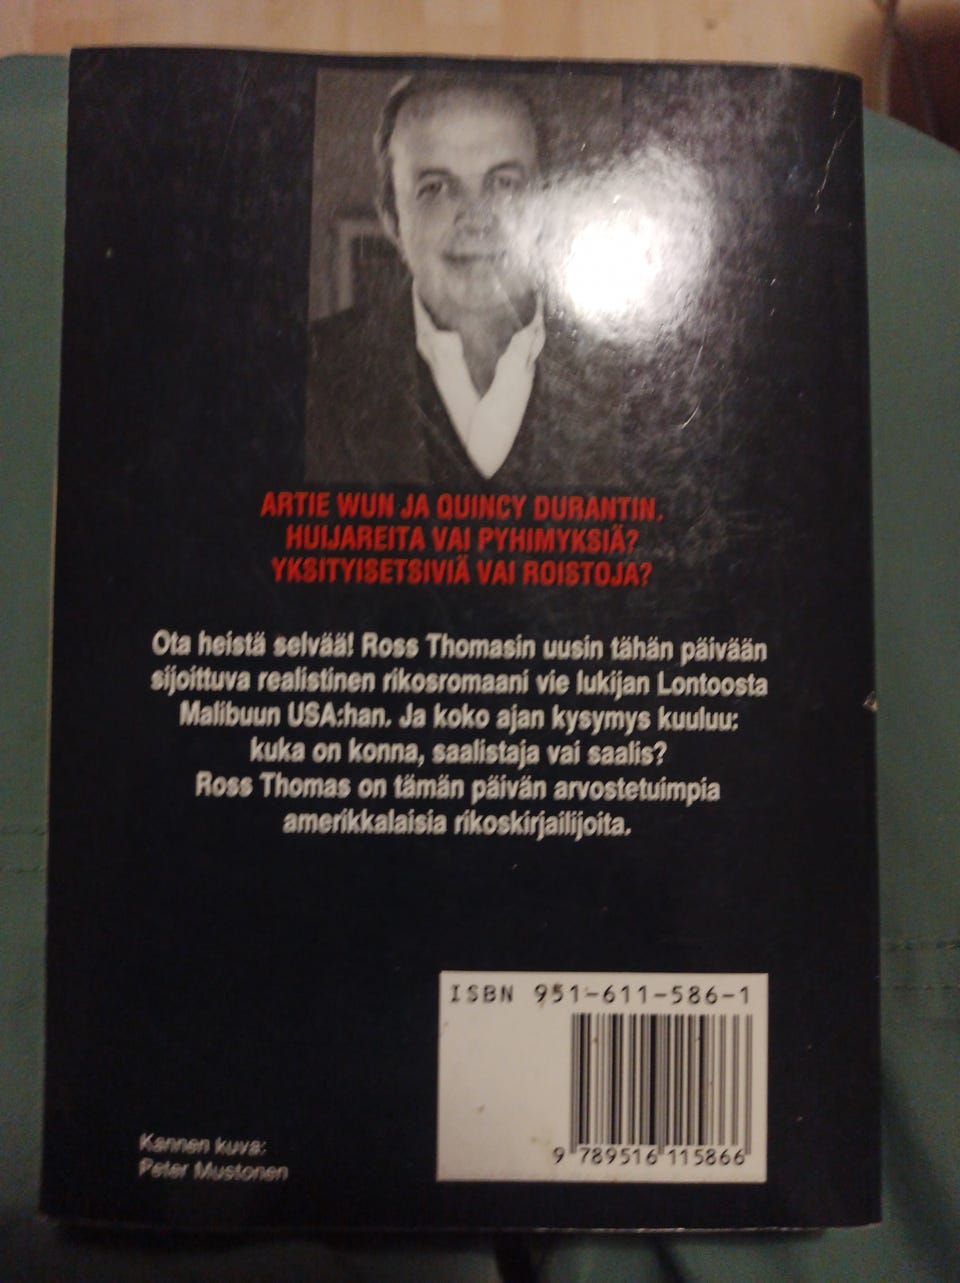 ARTIE WUN JA QUINCY DURANTIN.
HUIJAREITA VAI PYHIMYKSIÄ?
YKSITYISETSIVIÄ VAI ROISTOJA?
Ota heistä selvää! Ross Thomasin uusin tähän päivään
sijoittuva realistinen rikosromaani vie lukijan Lontoosta
Malibuun USA:han. Ja koko ajan kysymys kuuluu:
kuka on konna, saalistaja vai saalis?
Ross Thomas on tämän päivän arvostetuimpia
amerikkalaisia rikoskirjailijoita.
ISBN 951-611-586-1
9 789516 115866
Kannen kuva:
Peter Mustonen